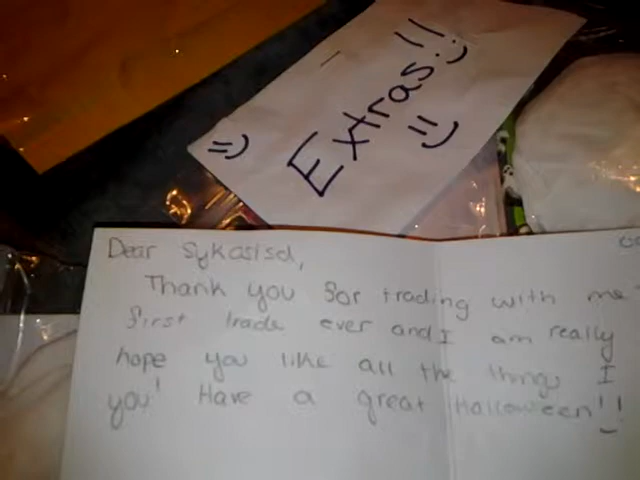 Extras!!
=)
=)
Dear Sykasisd,
Thank you for trading with me
first trade ever and I am really
hope you like all the things I
you! Have a great Halloween!!